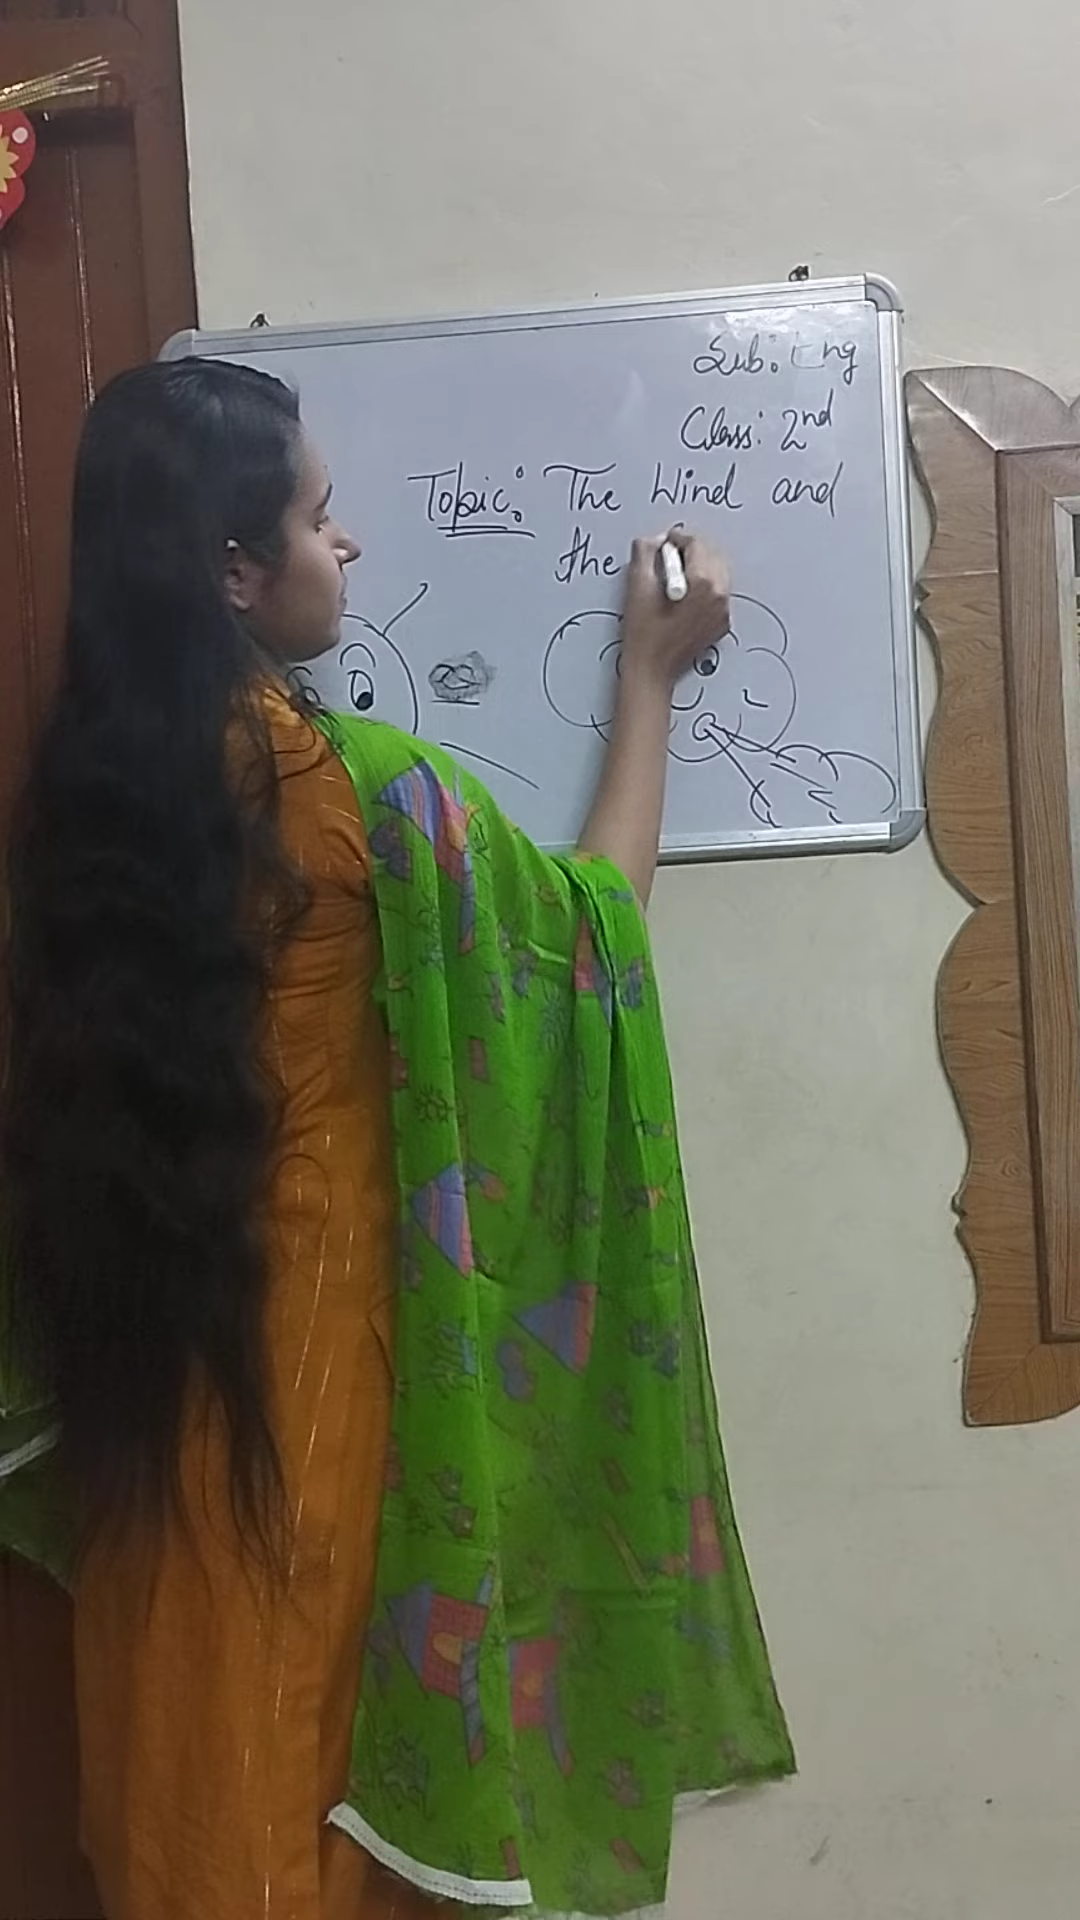 Sub: Eng
Class: 2nd
Topic: The Wind and
the